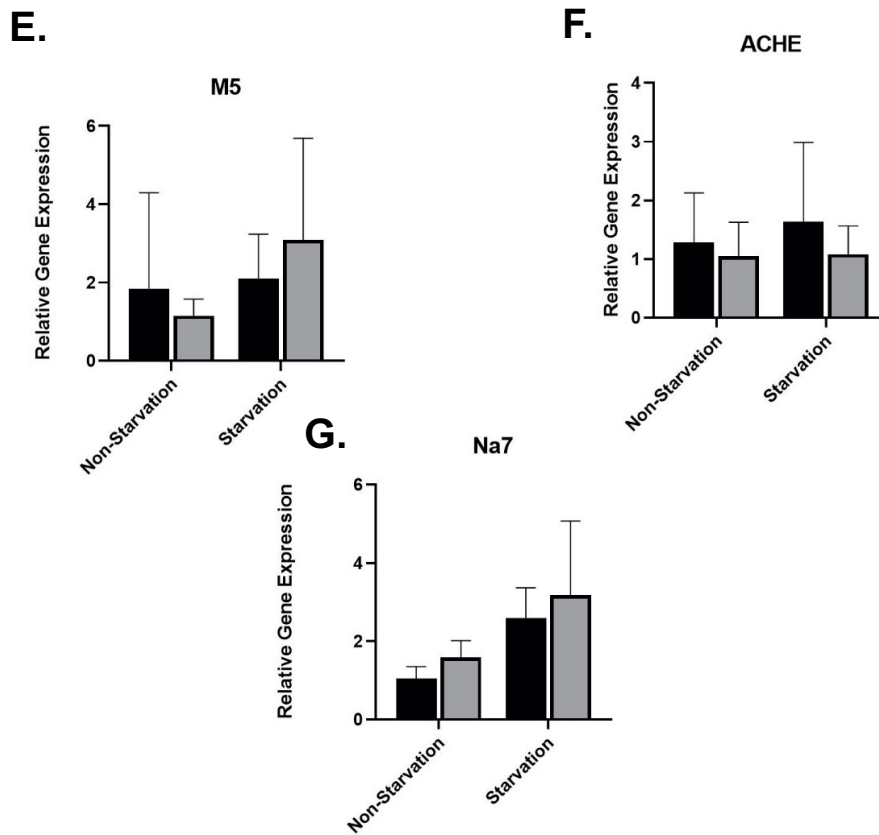 E.
M5
Relative Gene Expression
6
4
2
0
Non-Starvation
Starvation
F.
ACHE
Relative Gene Expression
4
3
2
1
0
Non-Starvation
Starvation
G.
Na7
Relative Gene Expression
6
4
2
0
Non-Starvation
Starvation